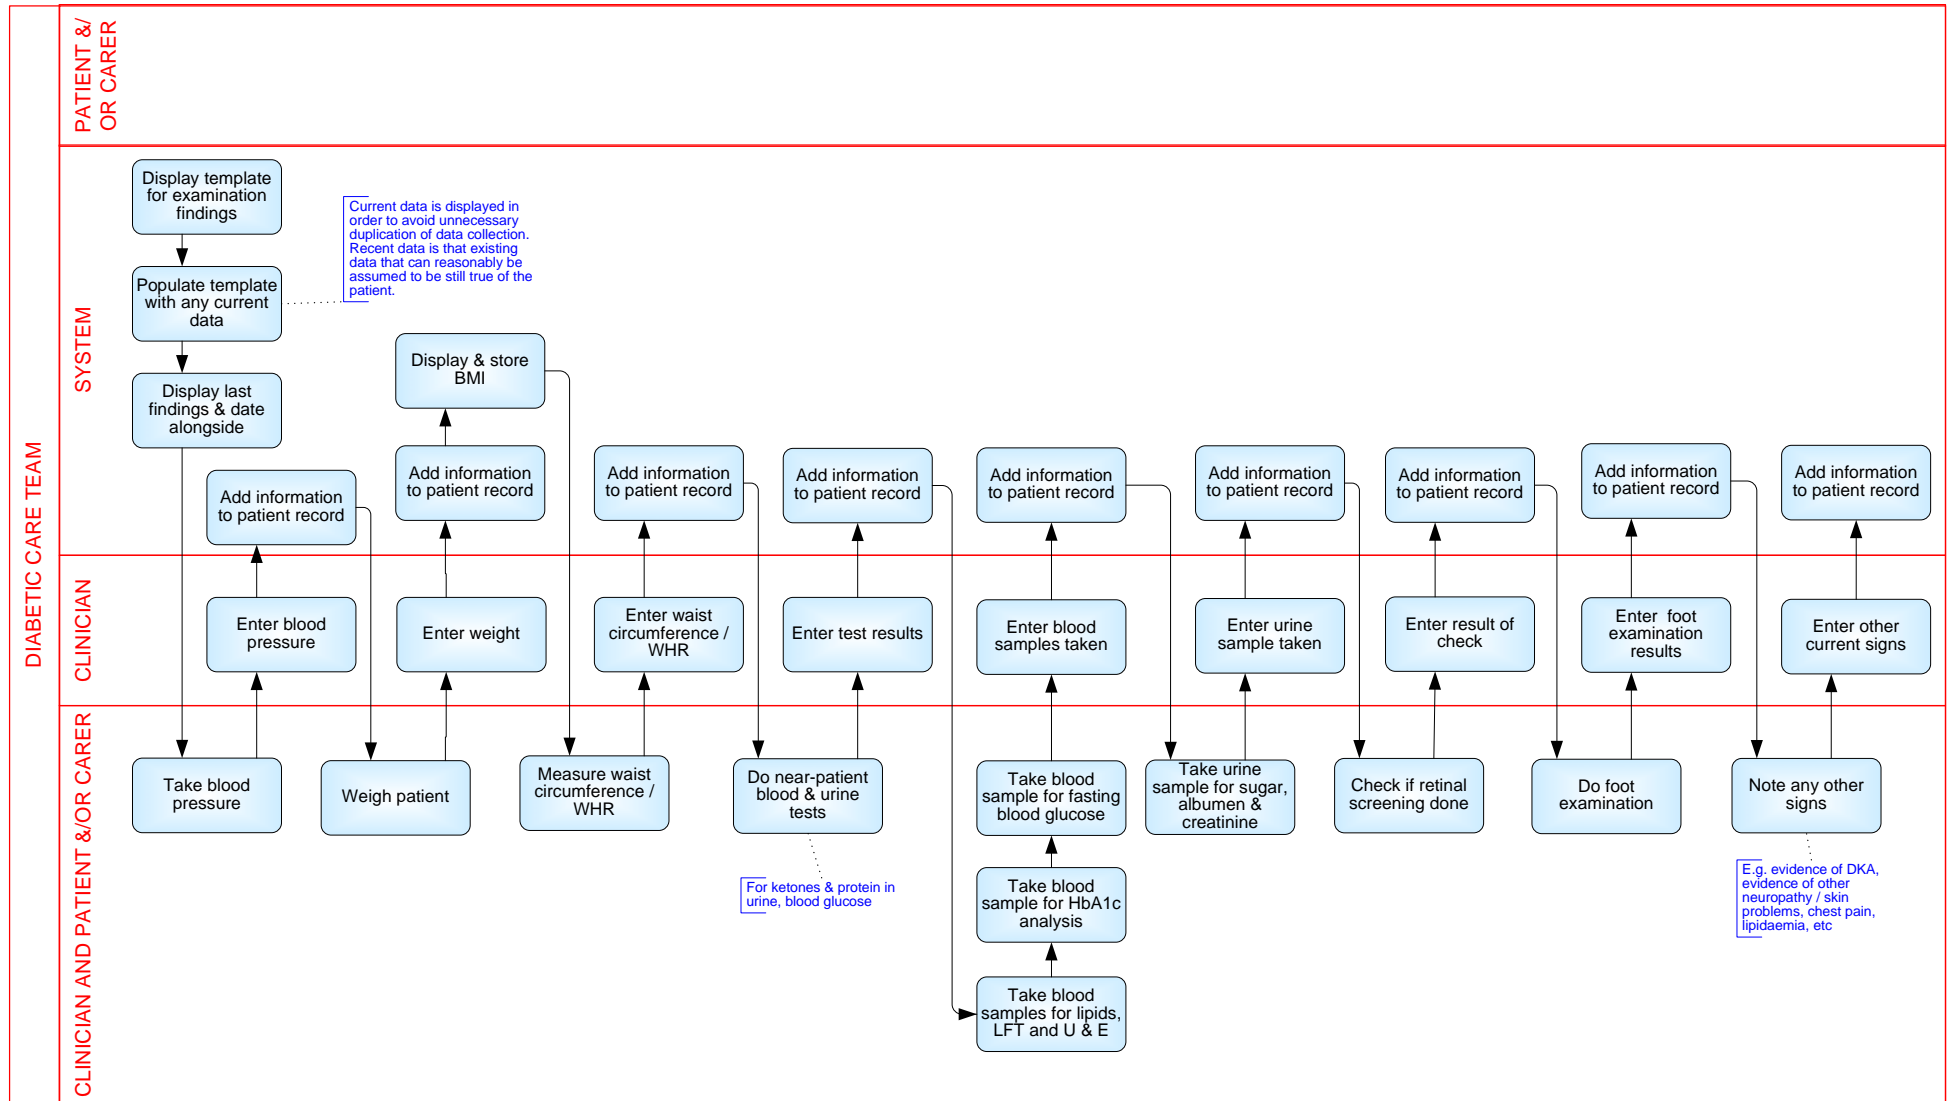 DIABETIC CARE TEAM
PATIENT &/
OR CARER
SYSTEM
Display template
for examination
findings
Populate template
with any current
data
Display last
findings & date
alongside
Current data is displayed in
order to avoid unnecessary
duplication of data collection.
Recent data is that existing
data that can reasonably be
assumed to be still true of the
patient.
Add information
to patient record
Display & store
BMI
Add information
to patient record
Add information
to patient record
Add information
to patient record
Add information
to patient record
Add information
to patient record
Add information
to patient record
Add information
to patient record
Add information
to patient record
CLINICIAN
Enter blood
pressure
Enter weight
Enter waist
circumference /
WHR
Enter test results
Enter blood
samples taken
Enter urine
sample taken
Enter result of
check
Enter  foot
examination
results
Enter other
current signs
CLINICIAN AND PATIENT &/OR CARER
Take blood
pressure
Weigh patient
Measure waist
circumference /
WHR
Do near-patient
blood & urine
tests
For ketones & protein in
urine, blood glucose
Take blood
sample for fasting
blood glucose
Take blood
sample for HbA1c
analysis
Take blood
samples for lipids,
LFT and U & E
Take urine
sample for sugar,
albumen &
creatinine
Check if retinal
screening done
Do foot
examination
Note any other
signs
E.g. evidence of DKA,
evidence of other
neuropathy / skin
problems, chest pain,
lipidaemia, etc